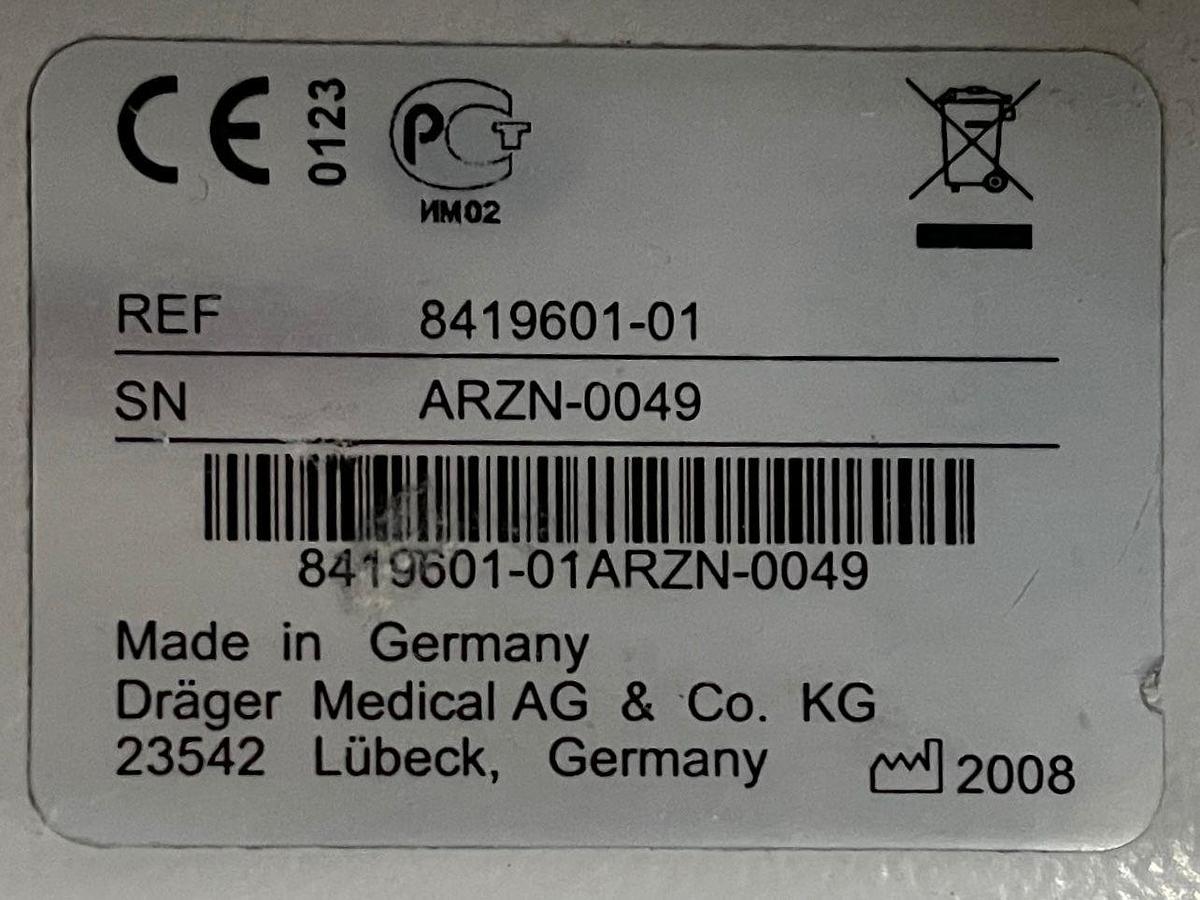 CE 0123 PCT
ИМ02
REF 8419601-01
SN ARZN-0049
8419601-01ARZN-0049
Made in Germany
Dräger Medical AG & Co. KG
23542 Lübeck, Germany 2008